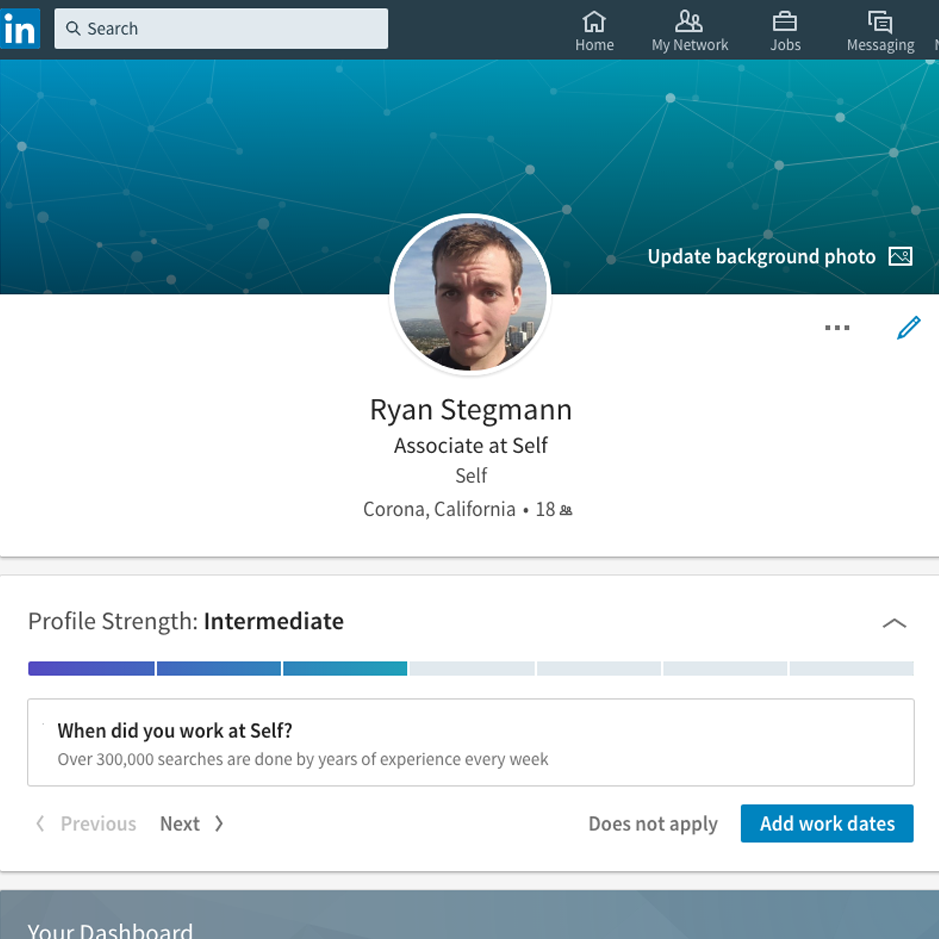 in
Search
Home
My Network
Jobs
Messaging
Update background photo
Ryan Stegmann
Associate at Self
Self
Corona, California • 18
Profile Strength: Intermediate
When did you work at Self?
Over 300,000 searches are done by years of experience every week
Previous
Next
Does not apply
Add work dates
Your Dashboard